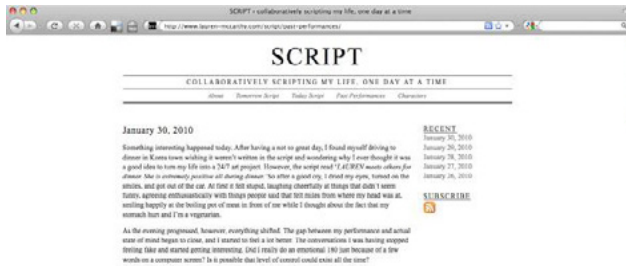 SCRIPT - collaboratively scripting my life, one day at a time
http://www.lauren-mccarthy.com/script/past-performances/
SCRIPT
COLLABORATIVELY SCRIPTING MY LIFE, ONE DAY AT A TIME
About Tomorrow Script Today Script Past Performances Characters
January 30, 2010
Something interesting happened today. After having a not so great day, I found myself driving to
dinner in Korea town wishing it weren't written in the script and wondering why I ever thought it was
a good idea to turn my life into a 24/7 art project. However, the script read "LAUREN meets others for
dinner. She is extremely positive all during dinner." So after a good cry, I dried my eyes, turned on the
smiles, and got out of the car. At first it felt stupid, laughing cheerfully at things that didn't seem
funny, agreeing enthusiastically with things people said that felt miles from where my head was at,
smiling happily at the boiling pot of meat in front of me while I thought about the fact that my
stomach hurt and I'm a vegetarian.
As the evening progressed, however, everything shifted. The gap between my performance and actual
state of mind began to close, and I started to feel a lot better. The conversations I was having stopped
feeling fake and started getting interesting. Did I really do an emotional 180 just because of a few
words on a computer screen? Is it possible that level of control could exist all the time?
RECENT
January 30, 2010
January 29, 2010
January 28, 2010
January 27, 2010
January 26, 2010
SUBSCRIBE